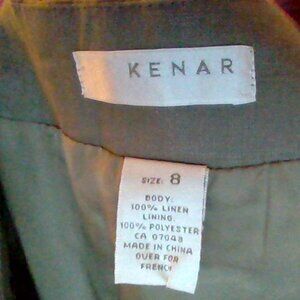 KENAR
SIZE: 8
BODY:
100% LINEN
LINING:
100% POLYESTER
CA 07048
MADE IN CHINA
OVER FOR
FRENCH